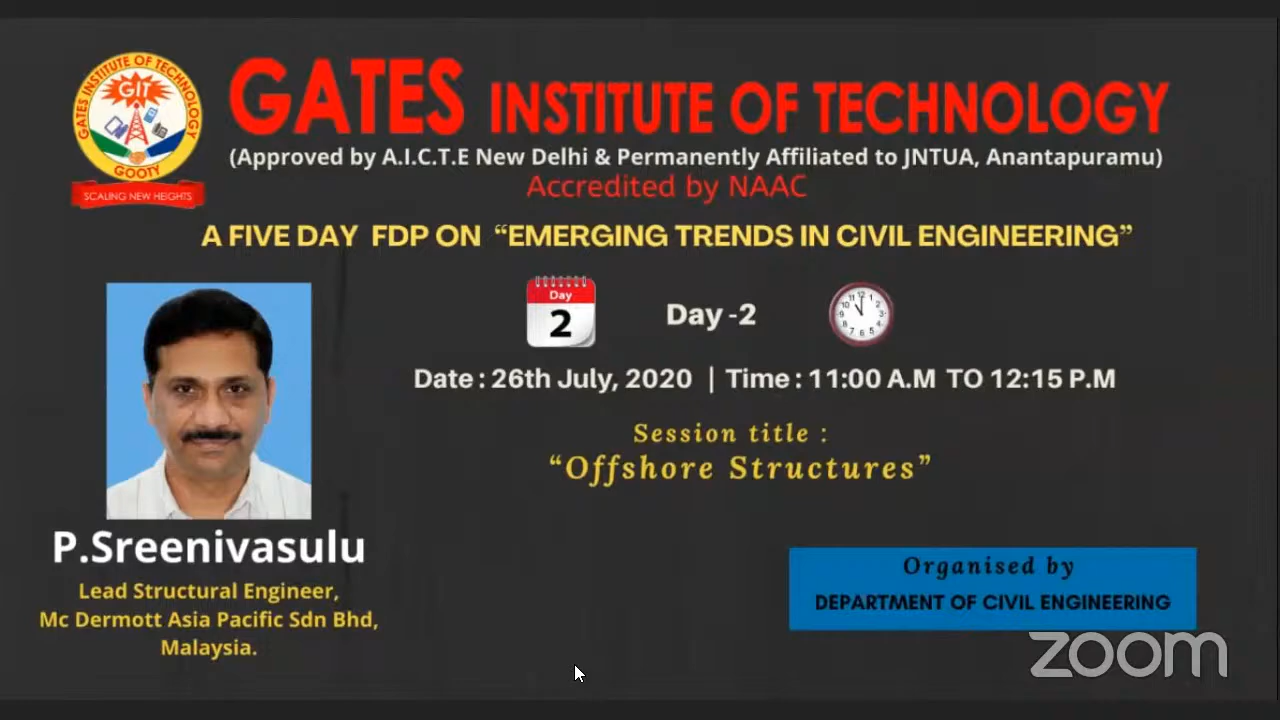 GATES INSTITUTE OF TECHNOLOGY
GIT
GOOTY
SCALING NEW HEIGHTS
GATES INSTITUTE OF TECHNOLOGY
(Approved by A.I.C.T.E New Delhi & Permanently Affiliated to JNTUA, Anantapuramu)
Accredited by NAAC
A FIVE DAY FDP ON “EMERGING TRENDS IN CIVIL ENGINEERING”
Day
2
Day -2
Date : 26th July, 2020 | Time : 11:00 A.M TO 12:15 P.M
Session title :
“Offshore Structures”
P.Sreenivasulu
Lead Structural Engineer,
Mc Dermott Asia Pacific Sdn Bhd,
Malaysia.
Organised by
DEPARTMENT OF CIVIL ENGINEERING
zoom